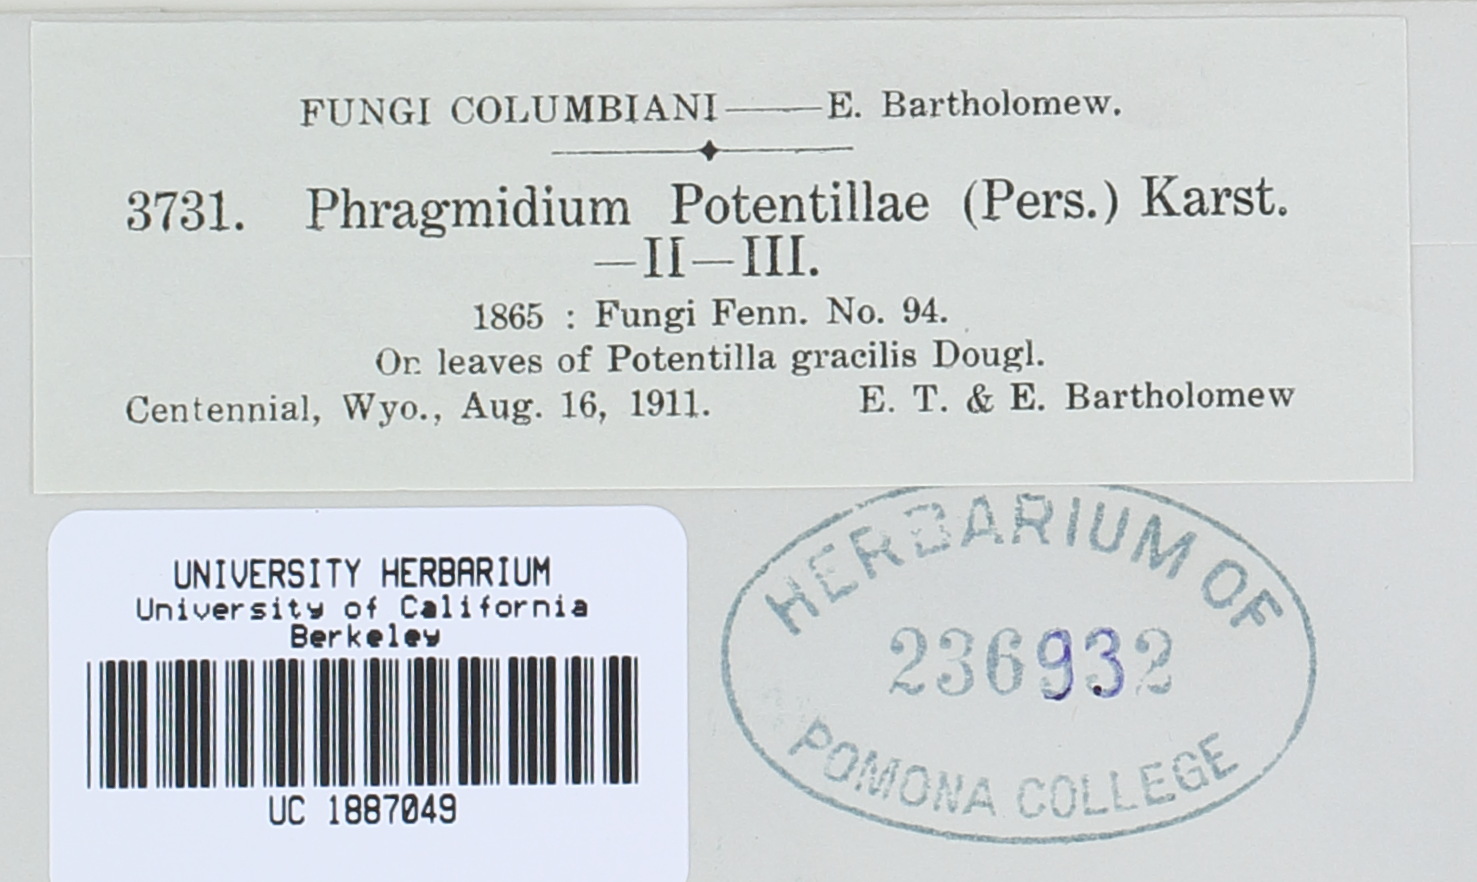 FUNGI COLUMBIANI — E. Bartholomew.
3731. Phragmidium Potentillae (Pers.) Karst.
—II—III.
1865 : Fungi Fenn. No. 94.
On leaves of Potentilla gracilis Dougl.
Centennial, Wyo., Aug. 16, 1911. E. T. & E. Bartholomew
UNIVERSITY HERBARIUM
University of California
Berkeley
UC 1887049
HERBARIUM OF
236932
POMONA COLLEGE